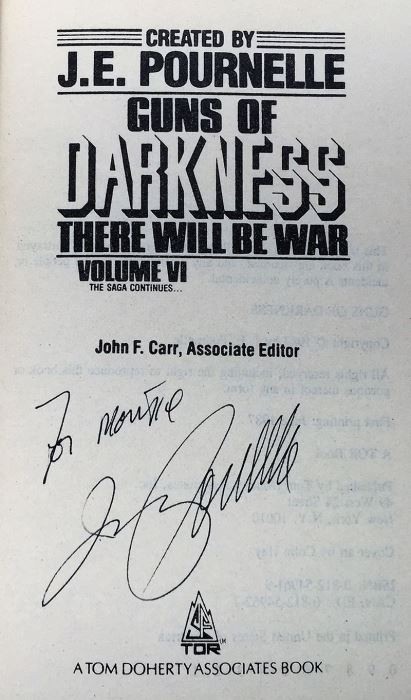 CREATED BY
J.E. POURNELLE
GUNS OF
DARKNESS
THERE WILL BE WAR
VOLUME VI
THE SAGA CONTINUES...
John F. Carr, Associate Editor
For
TOR
A TOM DOHERTY ASSOCIATES BOOK